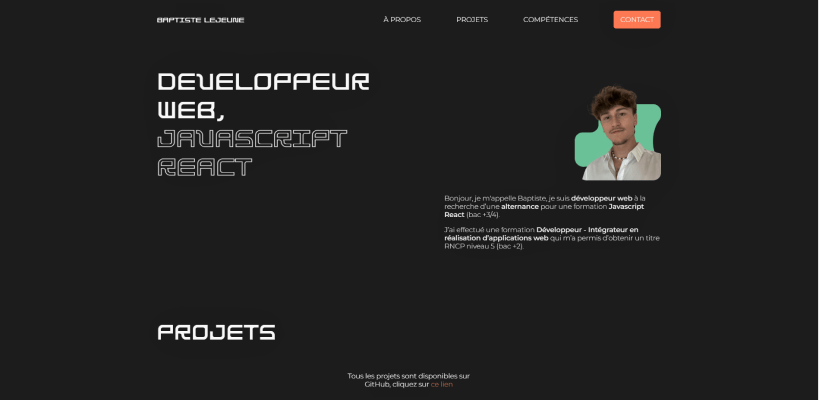 BAPTISTE LEJEUNE
À PROPOS
PROJETS
COMPÉTENCES
CONTACT
DEVELOPPEUR
WEB,
JAVASCRIPT
REACT
Bonjour, je m'appelle Baptiste, je suis développeur web à la
recherche d'une alternance pour une formation Javascript
React (bac +3/4).
J'ai effectué une formation Développeur - Intégrateur en
réalisation d'applications web qui m'a permis d'obtenir un titre
RNCP niveau 5 (bac +2).
PROJETS
Tous les projets sont disponibles sur
GitHub, cliquez sur ce lien